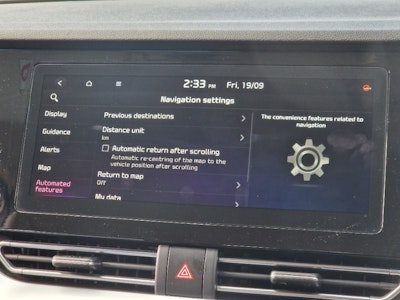 2:33 PM Fri, 19/09
Navigation settings
Display
Guidance
Alerts
Map
Automated
features
Previous destinations
Distance unit
km
Automatic return after scrolling
Automatic re-centring of the map to the
vehicle position after scrolling
Return to map
Off
My data
The convenience features related to
navigation